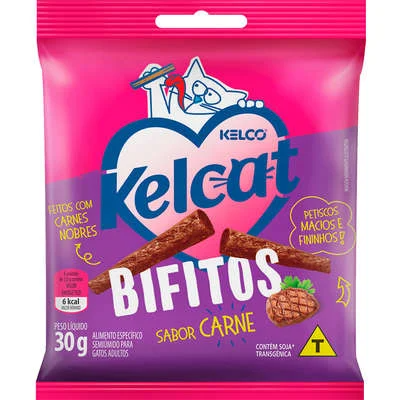 KELCO
Kelcat
FEITOS COM
CARNES
NOBRES
PETISCOS
MACIOS E
FININHOS!
BIFITOS
SABOR CARNE
6 kcal
PESO LÍQUIDO
30g
ALIMENTO ESPECÍFICO
SEMIÚMIDO PARA
GATOS ADULTOS
CONTÉM SOJA*
TRANSGÊNICA
T